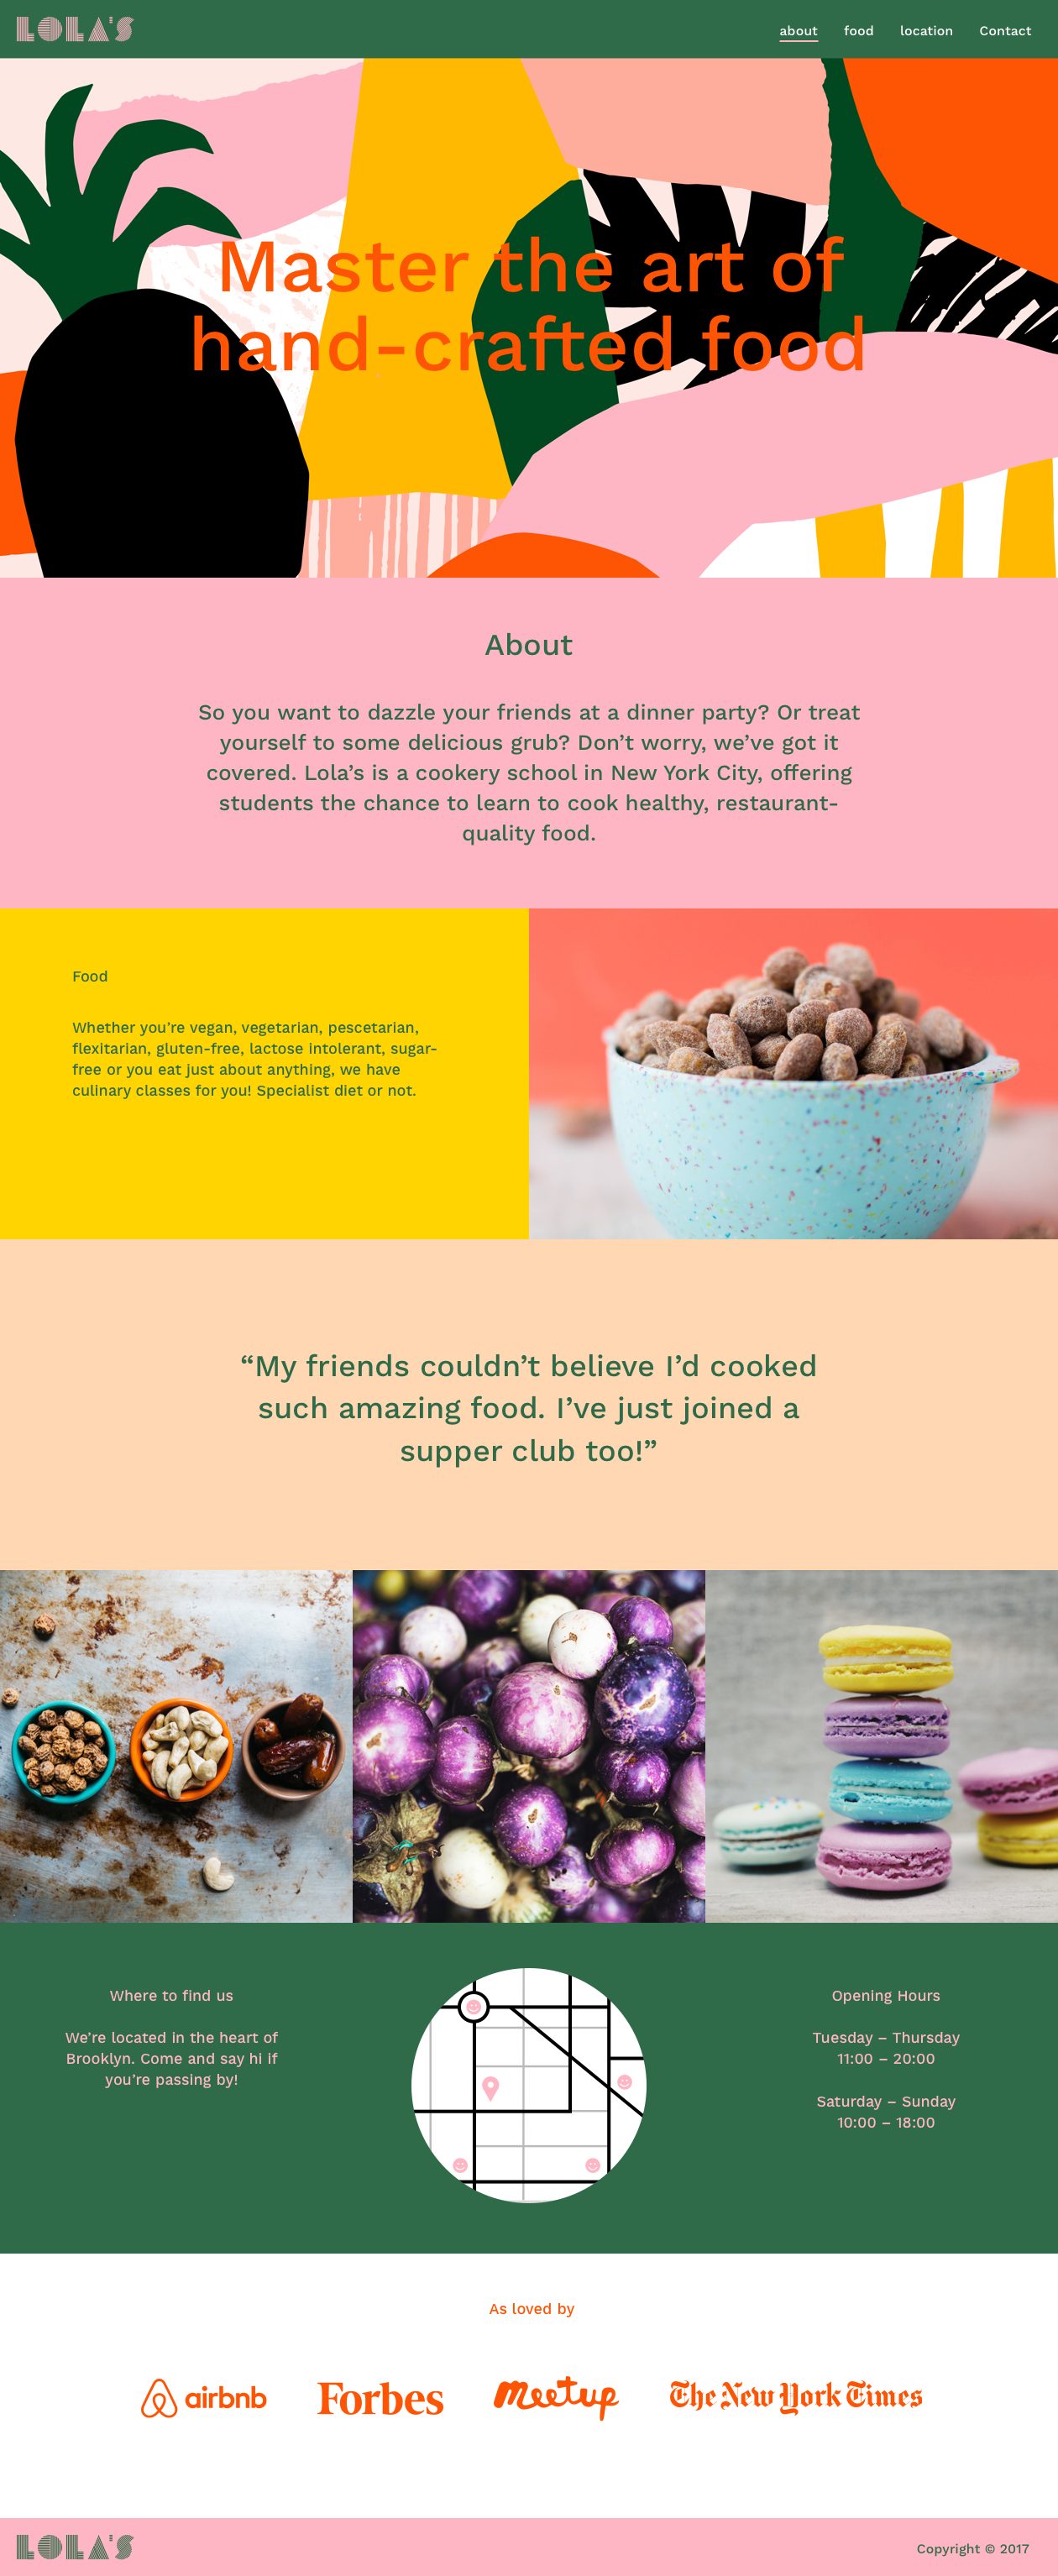 LOLA'S
about food location Contact
Master the art of
hand-crafted food
About
So you want to dazzle your friends at a dinner party? Or treat
yourself to some delicious grub? Don’t worry, we’ve got it
covered. Lola’s is a cookery school in New York City, offering
students the chance to learn to cook healthy, restaurant-
quality food.
Food
Whether you’re vegan, vegetarian, pescetarian,
flexitarian, gluten-free, lactose intolerant, sugar-
free or you eat just about anything, we have
culinary classes for you! Specialist diet or not.
“My friends couldn’t believe I’d cooked
such amazing food. I’ve just joined a
supper club too!”
Where to find us
We’re located in the heart of
Brooklyn. Come and say hi if
you’re passing by!
Opening Hours
Tuesday – Thursday
11:00 – 20:00
Saturday – Sunday
10:00 – 18:00
As loved by
airbnb
Forbes
meetup
The New York Times
LOLA'S
Copyright © 2017